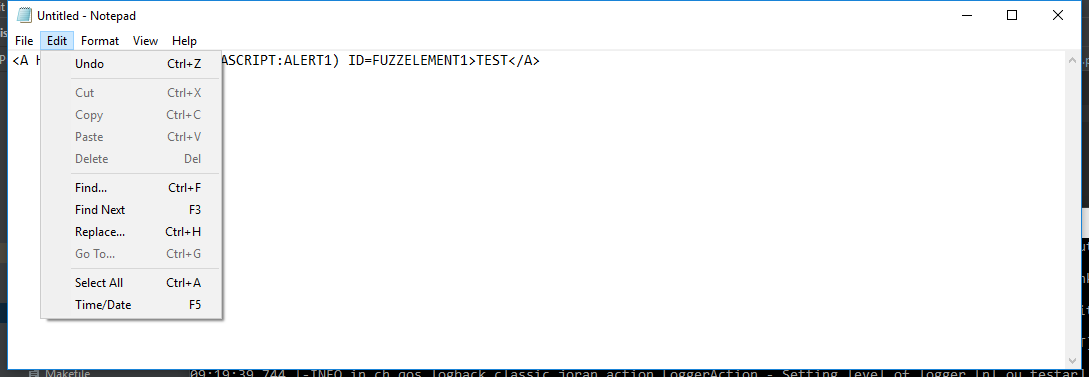 Untitled - Notepad
File Edit Format View Help
<A H ASCRIPT:ALERT1) ID=FUZZELEMENT1>TEST</A>
Undo Ctrl+Z
Cut Ctrl+X
Copy Ctrl+C
Paste Ctrl+V
Delete Del
Find... Ctrl+F
Find Next F3
Replace... Ctrl+H
Go To... Ctrl+G
Select All Ctrl+A
Time/Date F5
Makefile 09:19:39,744 |-INFO in ch.qos.logback.classic.joran.action.LoggerAction - Setting level of logger [nl.ou.testar